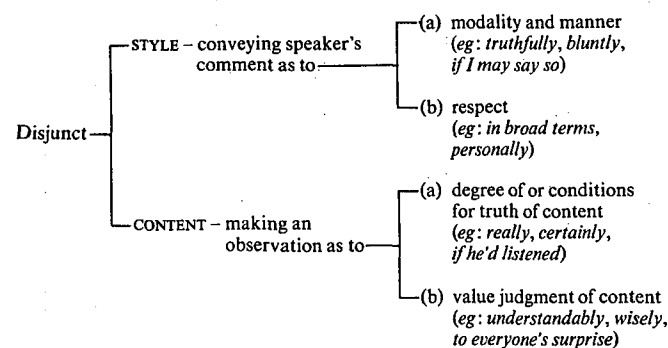 (a) modality and manner
STYLE – conveying speaker's
(eg: truthfully, bluntly,
comment as to
if I may say so)
(b) respect
Disjunct
(eg: in broad terms,
personally)
(a) degree of or conditions
for truth of content
CONTENT – making an
(eg: really, certainly,
observation as to
if he'd listened)
(b) value judgment of content
(eg: understandably, wisely,
to everyone's surprise)